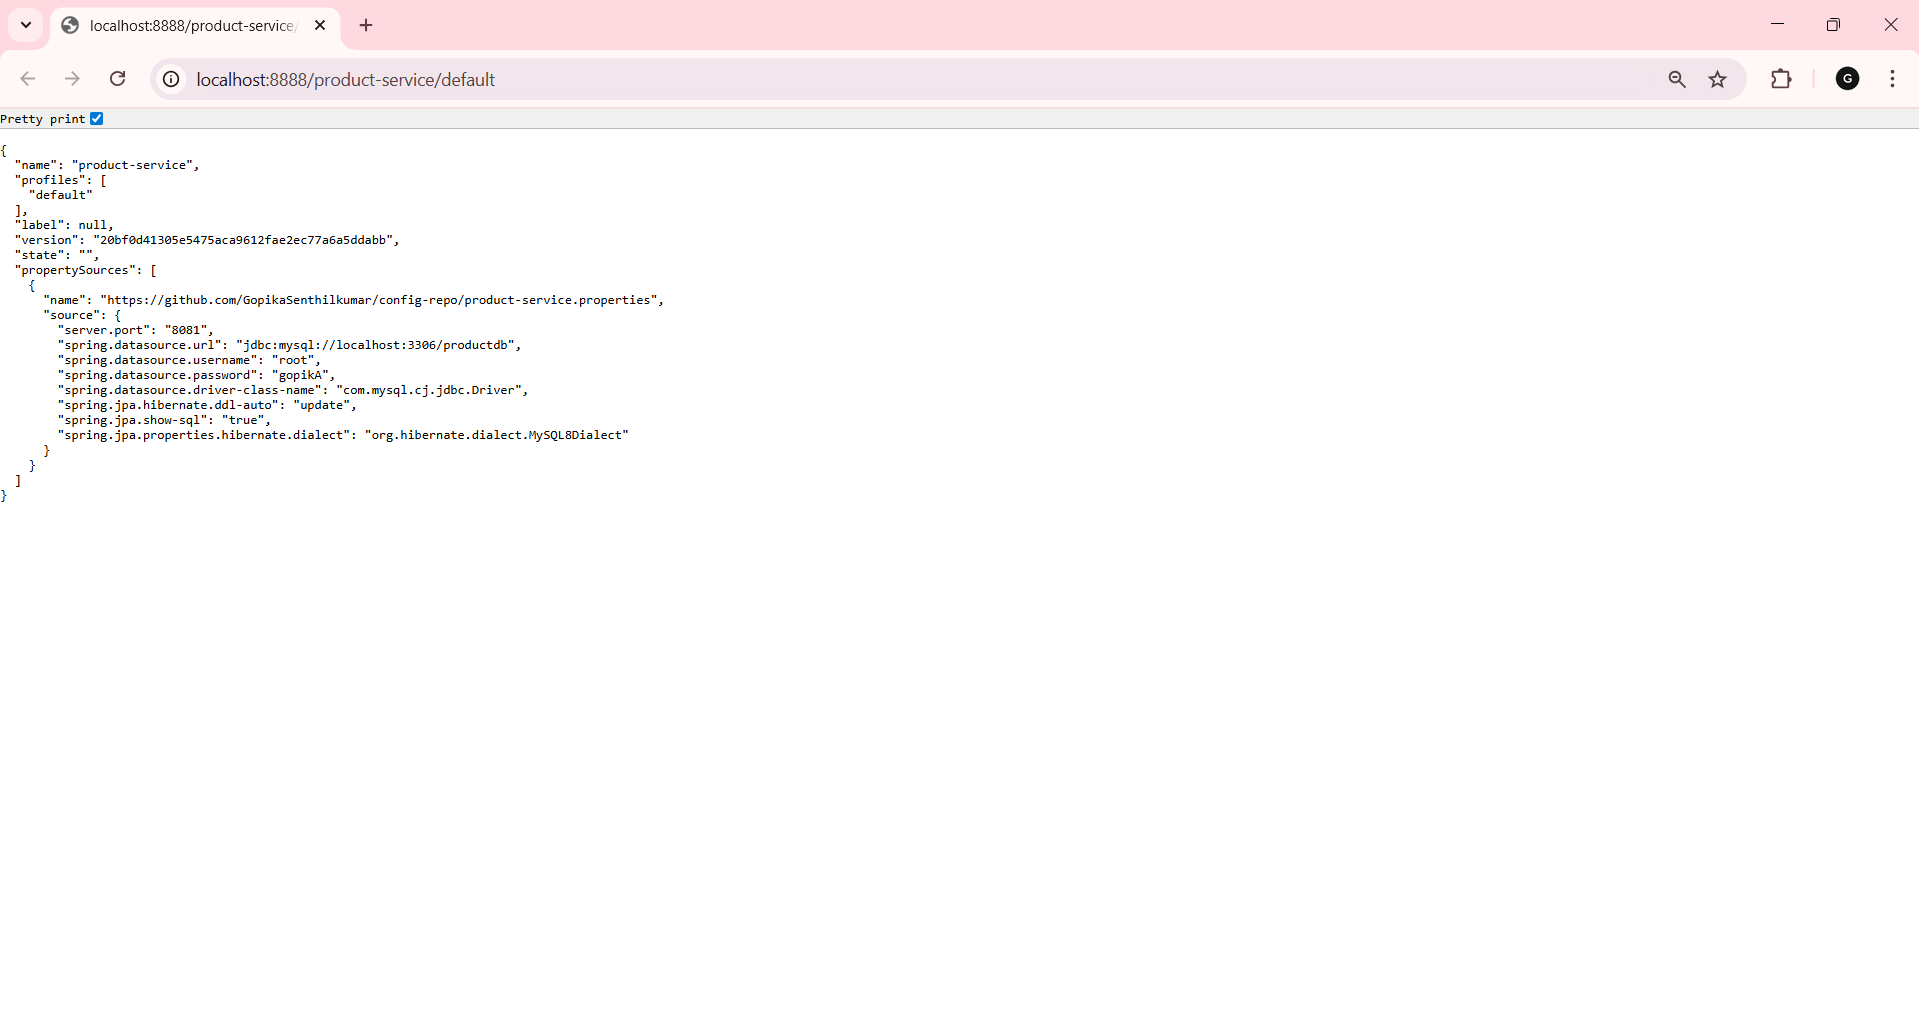 localhost:8888/product-service/
localhost:8888/product-service/default
G
Pretty print
{
  "name": "product-service",
  "profiles": [
    "default"
  ],
  "label": null,
  "version": "20bf0d41305e5475aca9612fae2ec77a6a5ddabb",
  "state": "",
  "propertySources": [
    {
      "name": "https://github.com/GopikaSenthilkumar/config-repo/product-service.properties",
      "source": {
        "server.port": "8081",
        "spring.datasource.url": "jdbc:mysql://localhost:3306/productdb",
        "spring.datasource.username": "root",
        "spring.datasource.password": "gopikA",
        "spring.datasource.driver-class-name": "com.mysql.cj.jdbc.Driver",
        "spring.jpa.hibernate.ddl-auto": "update",
        "spring.jpa.show-sql": "true",
        "spring.jpa.properties.hibernate.dialect": "org.hibernate.dialect.MySQL8Dialect"
      }
    }
  ]
}